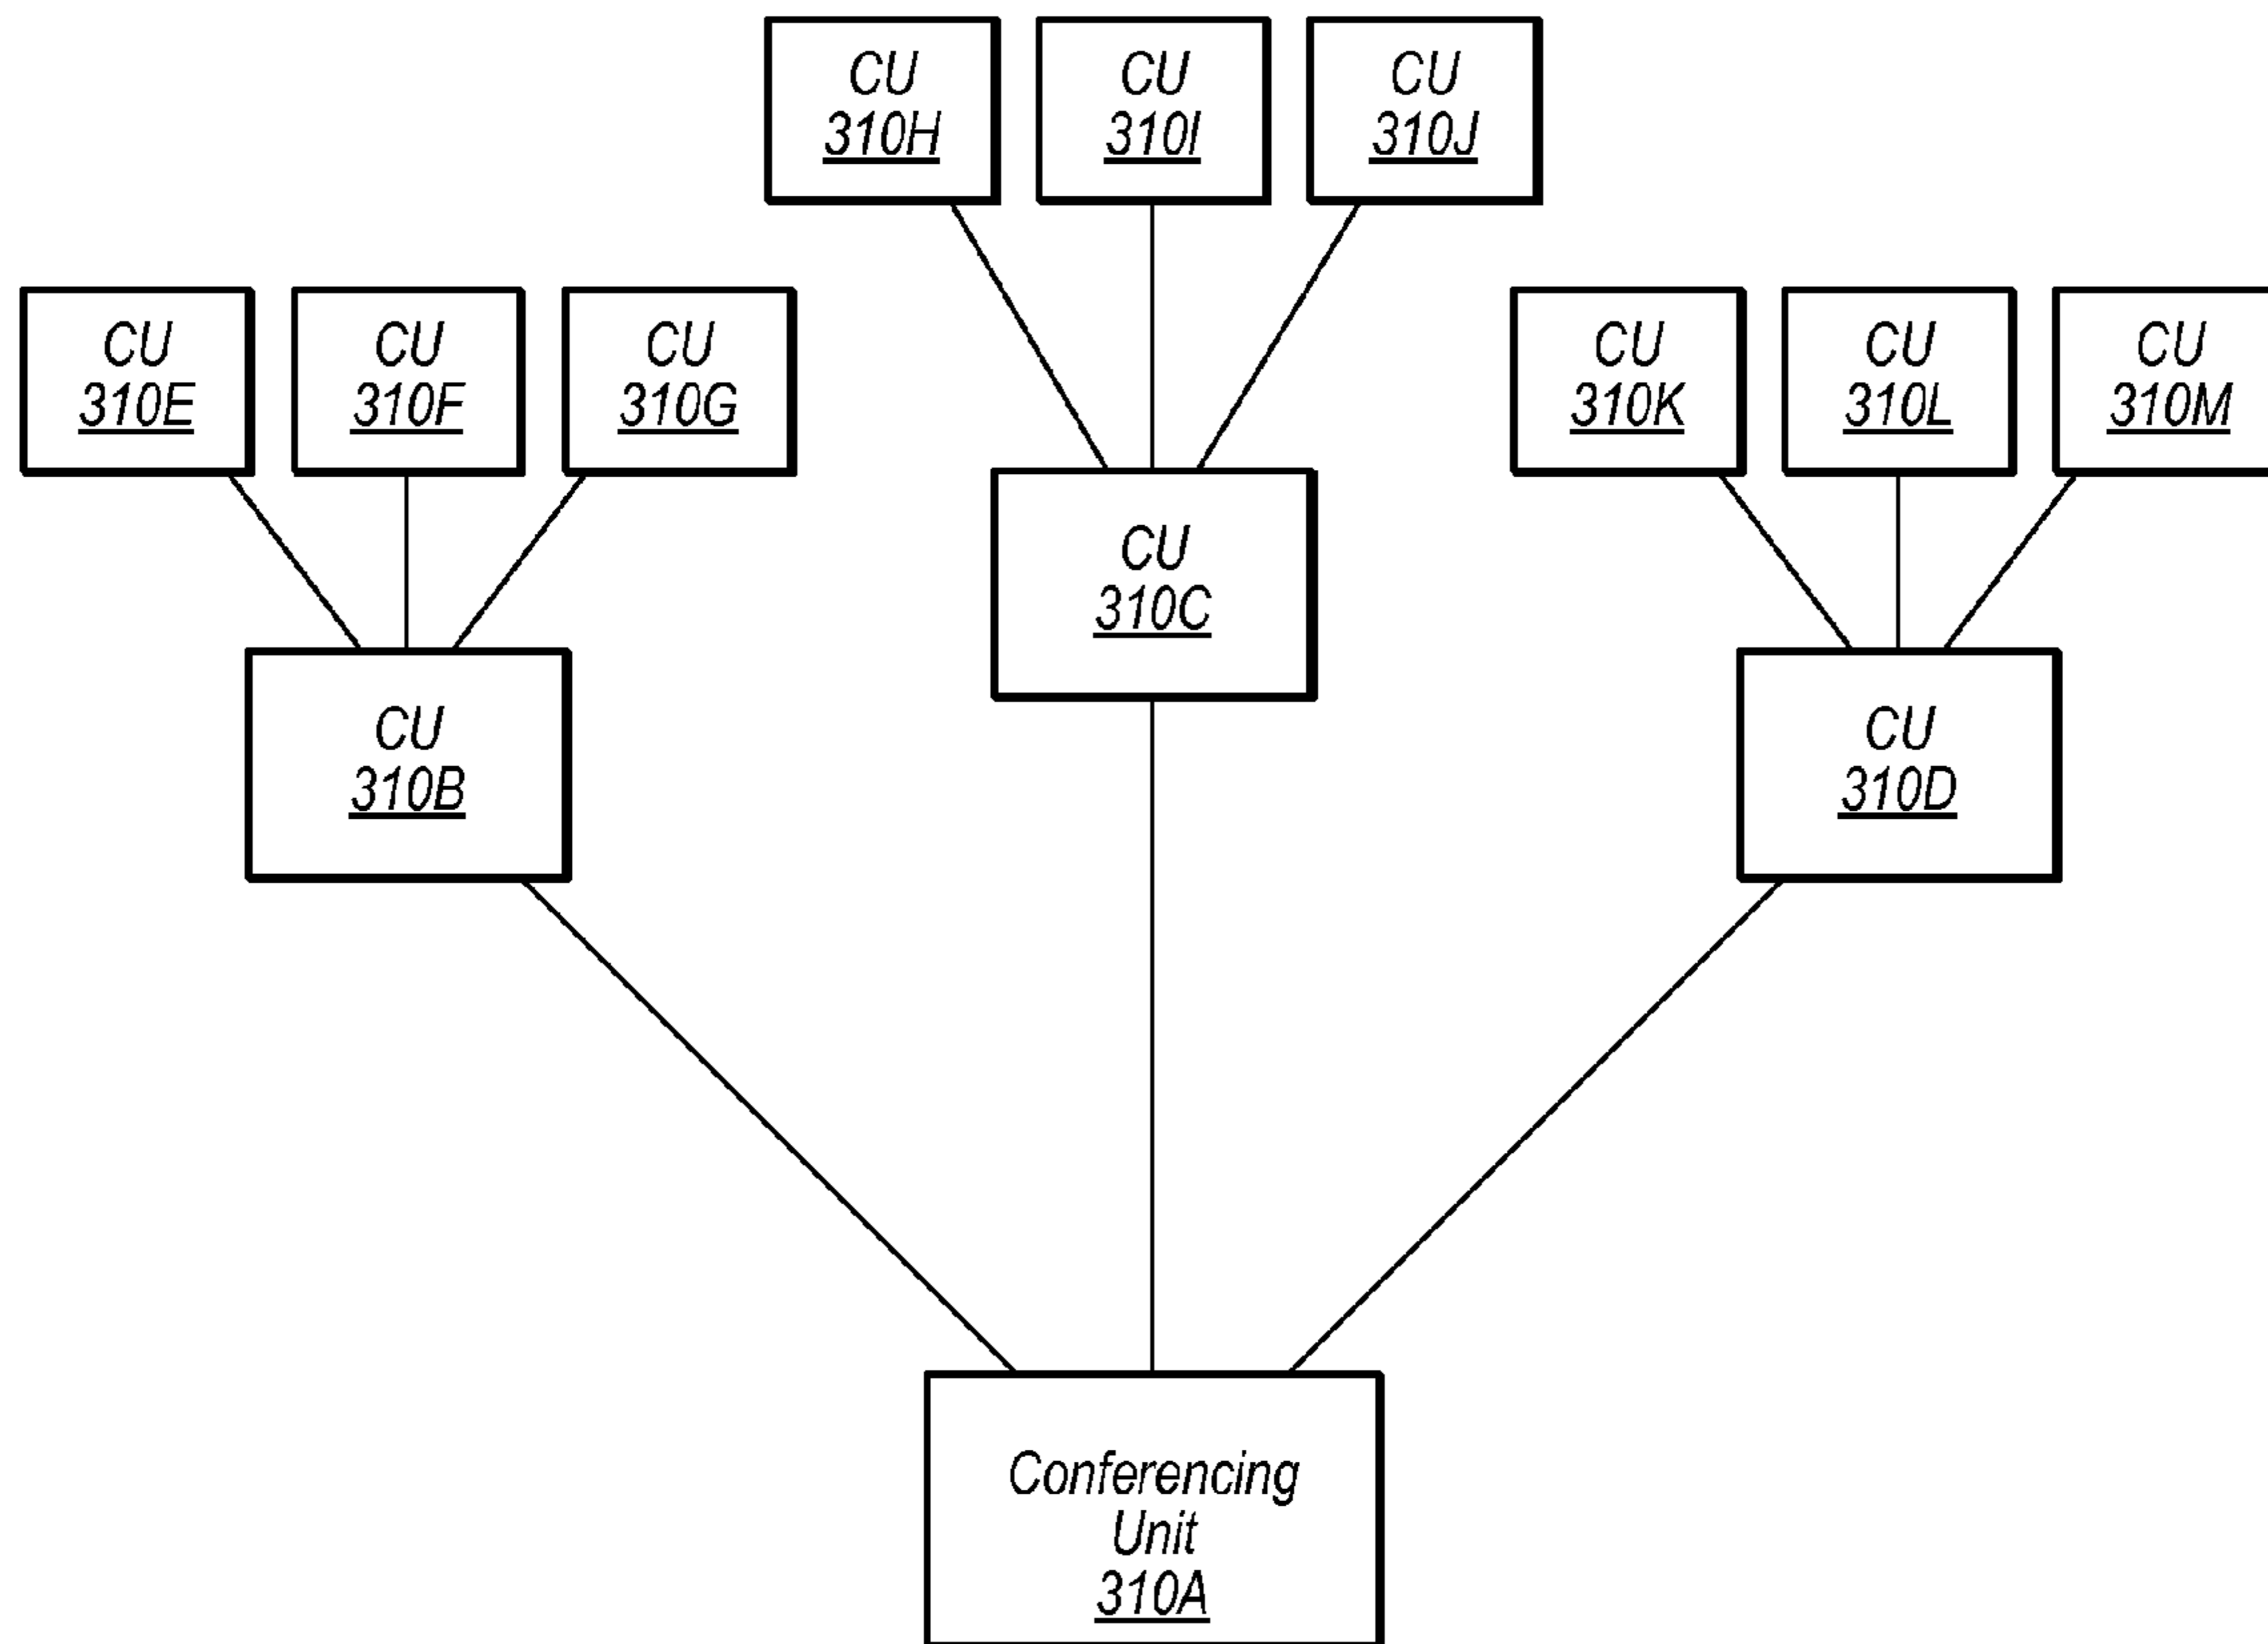 CU
310H
CU
310I
CU
310J
CU
310E
CU
310F
CU
310G
CU
310K
CU
310L
CU
310M
CU
310C
CU
310B
CU
310D
Conferencing
Unit
310A